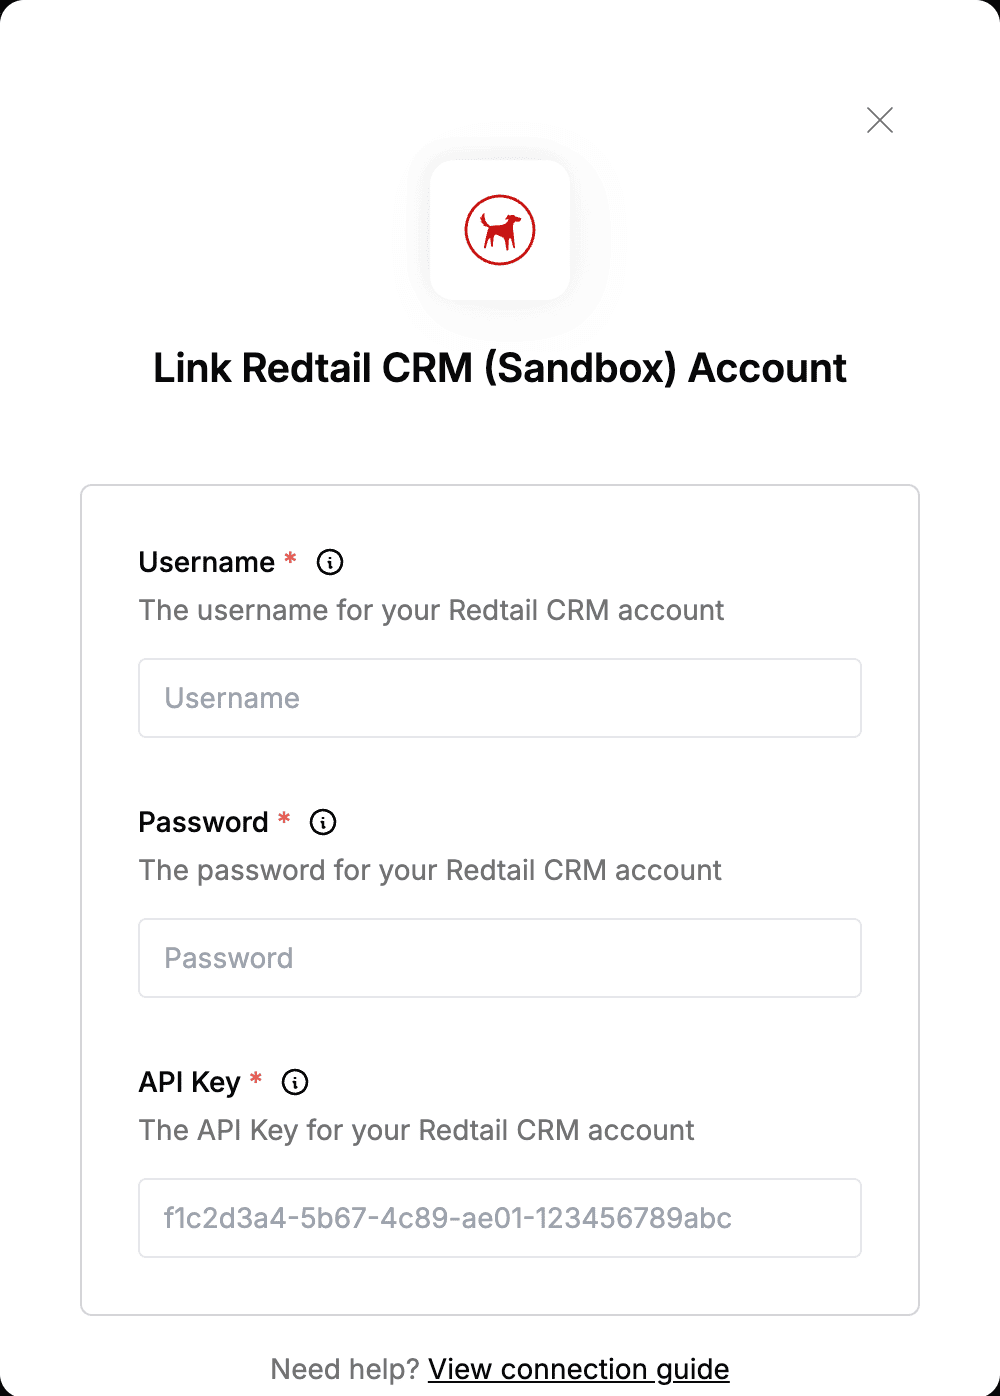 Link Redtail CRM (Sandbox) Account
Username *
The username for your Redtail CRM account
Username
Password *
The password for your Redtail CRM account
Password
API Key *
The API Key for your Redtail CRM account
f1c2d3a4-5b67-4c89-ae01-123456789abc
Need help? View connection guide